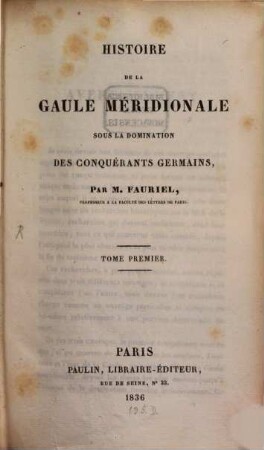 HISTOIRE
DE LA
GAULE MÉRIDIONALE
SOUS LA DOMINATION
DES CONQUÉRANTS GERMAINS,
PAR M. FAURIEL,
PROFESSEUR A LA FACULTÉ DES LETTRES DE PARIS.
TOME PREMIER.
PARIS
PAULIN, LIBRAIRE-ÉDITEUR,
RUE DE SEINE, N° 33.
1836